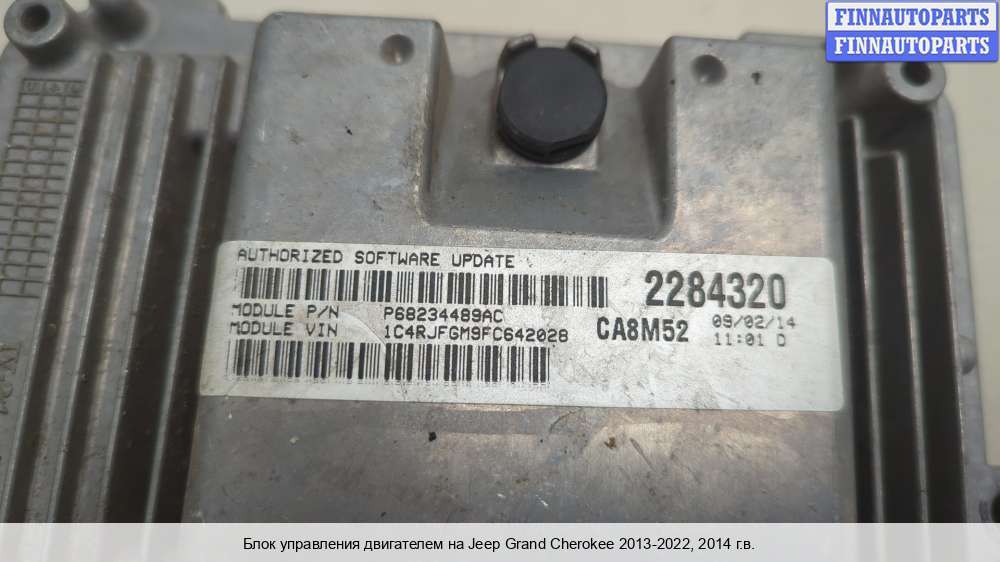 FINNAUTOPARTS
FINNAUTOPARTS
AUTHORIZED SOFTWARE UPDATE
2284320
MODULE P/N P68234489AC
MODULE VIN 1C4RJFGM9FC642028
CA8M52
09/02/14
11:01 D
Блок управления двигателем на Jeep Grand Cherokee 2013-2022, 2014 г.в.